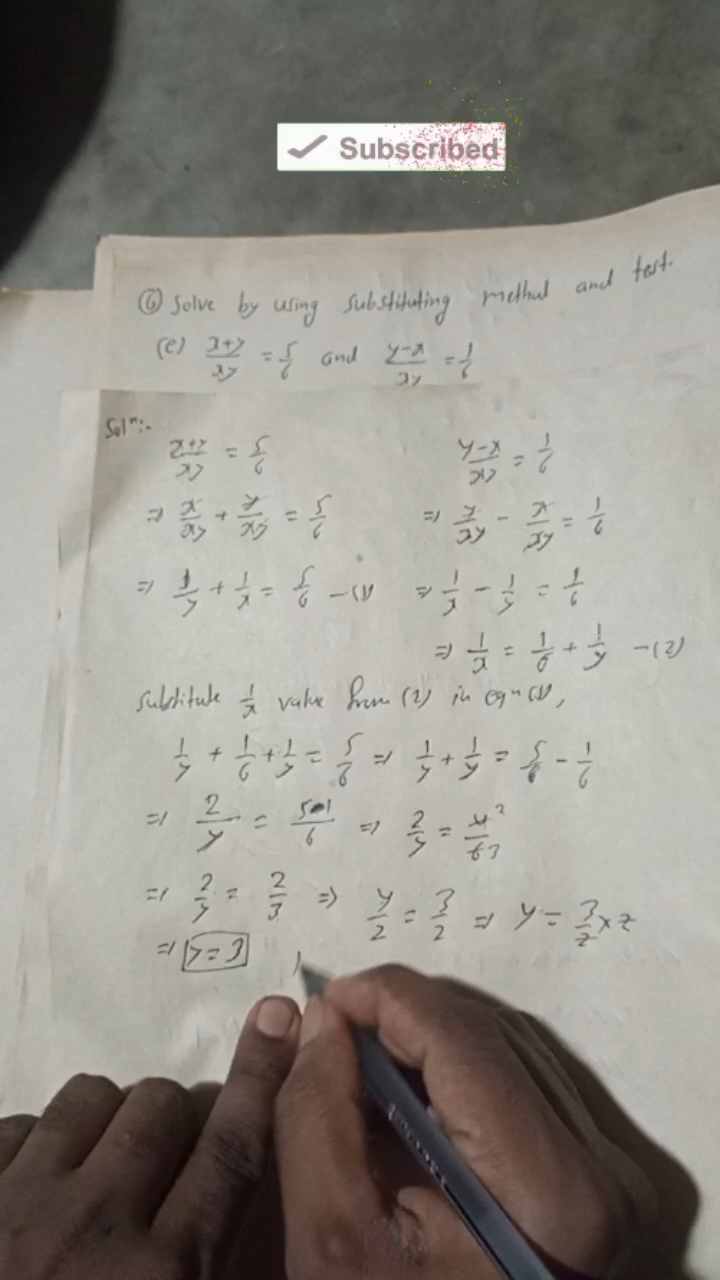 ✓ Subscribed
⑥ Solve by using substituting method and test.
(e) x+y/xy = 5/6 and y-x/xy = 1/6
Solⁿ:-
x+y/xy = 5/6    y-x/xy = 1/6
⇒ x/xy + y/xy = 5/6    ⇒ y/xy - x/xy = 1/6
⇒ 1/y + 1/x = 5/6 -(1)    ⇒ 1/x - 1/y = 1/6
⇒ 1/x = 1/6 + 1/y -(2)
substitute 1/x value from (2) in eqn (1),
1/y + 1/6 + 1/y = 5/6 ⇒ 1/y + 1/y = 5/6 - 1/6
⇒ 2/y = 5-1/6 ⇒ 2/y = 4 2/6 3
⇒ 2/y = 2/3 ⇒ y/2 = 3/2 ⇒ y = 3/2 x 2
⇒ y = 3